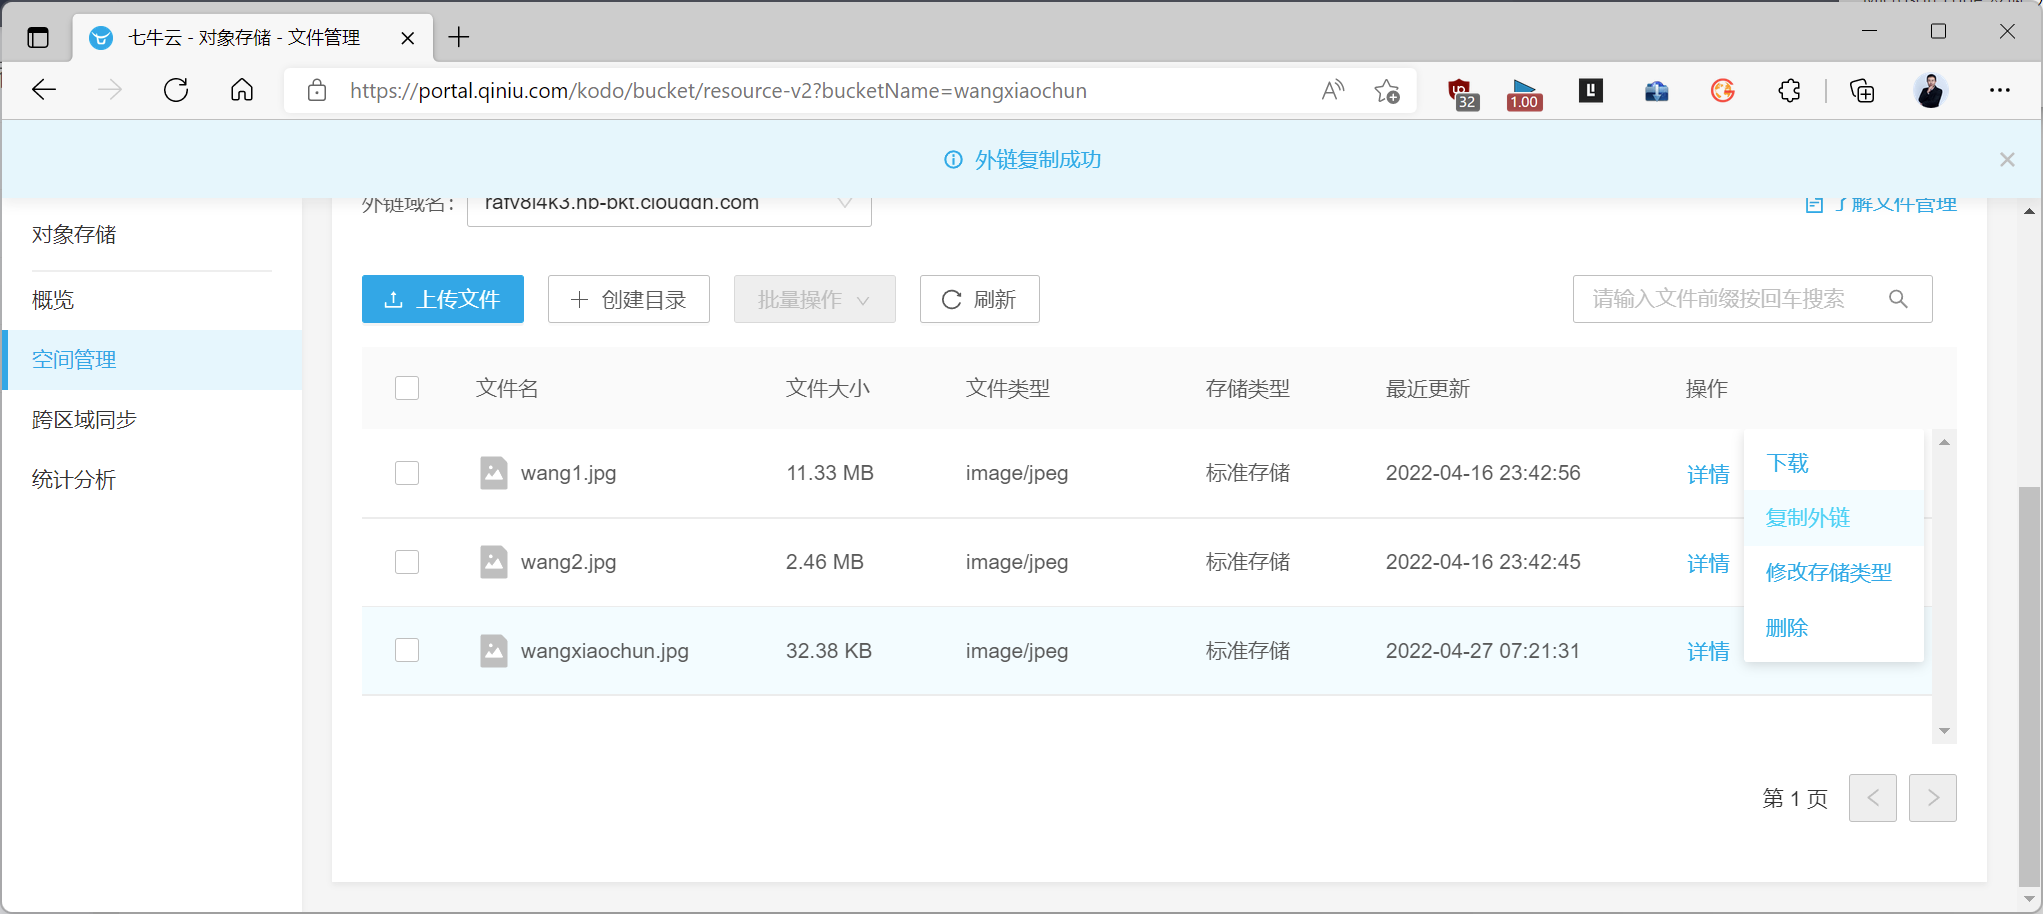 七牛云 - 对象存储 - 文件管理
https://portal.qiniu.com/kodo/bucket/resource-v2?bucketName=wangxiaochun
32
1.00
外链复制成功
外链域名:
rafv8l4k3.hb-bkt.clouddn.com
了解文件管理
对象存储
概览
空间管理
跨区域同步
统计分析
上传文件
创建目录
批量操作
刷新
请输入文件前缀按回车搜索
文件名 文件大小 文件类型 存储类型 最近更新 操作
wang1.jpg 11.33 MB image/jpeg 标准存储 2022-04-16 23:42:56 详情
wang2.jpg 2.46 MB image/jpeg 标准存储 2022-04-16 23:42:45 详情
wangxiaochun.jpg 32.38 KB image/jpeg 标准存储 2022-04-27 07:21:31 详情
下载
复制外链
修改存储类型
删除
第 1 页